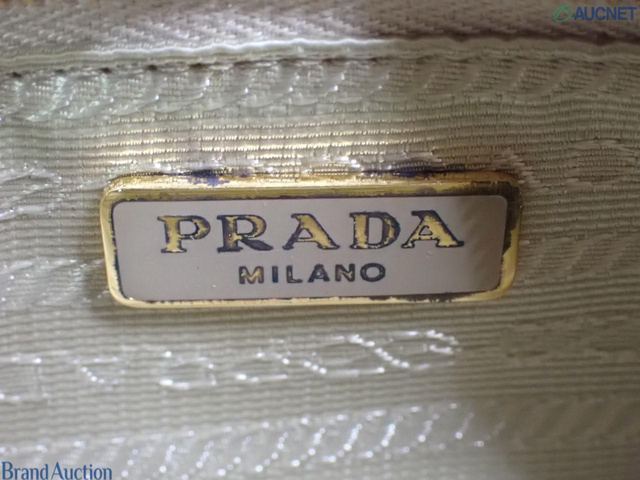 AUCNET
PRADA
MILANO
Brand Auction